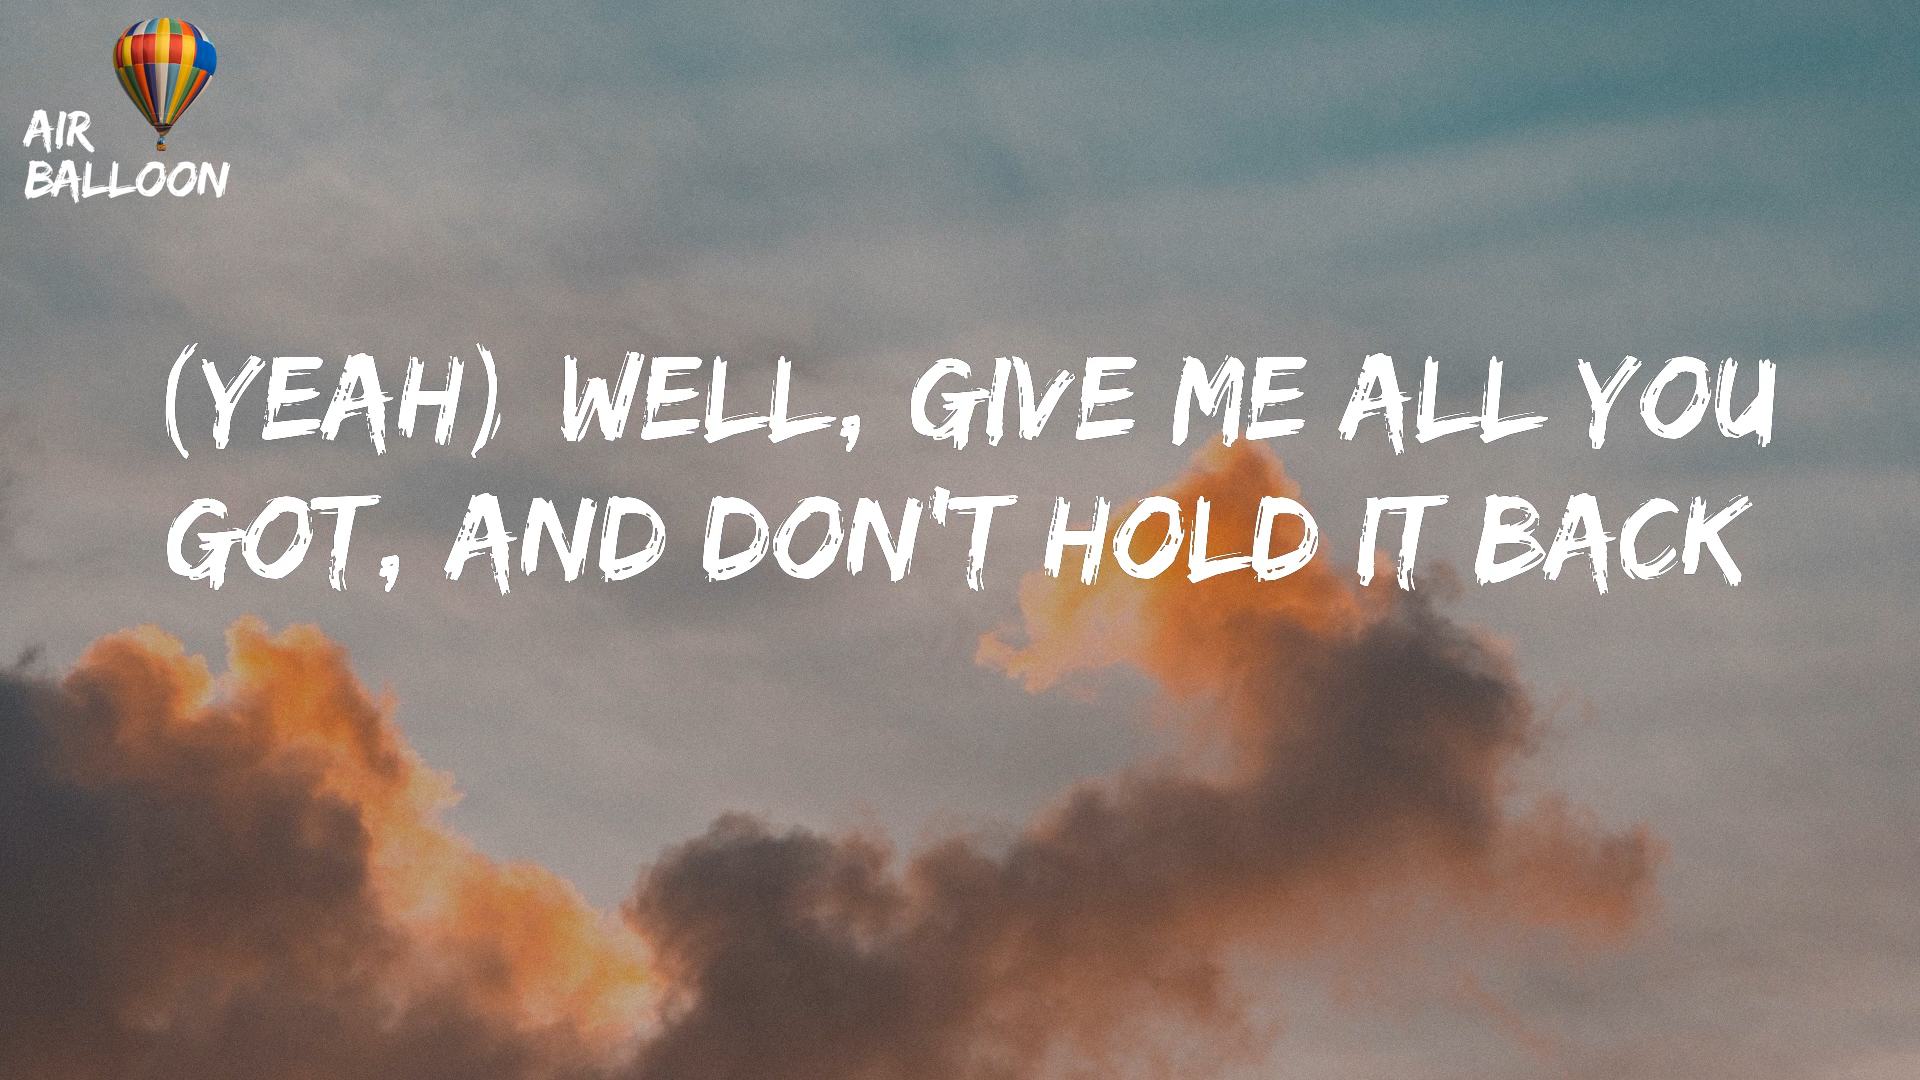 AIR
BALLOON
(YEAH) WELL, GIVE ME ALL YOU
GOT, AND DON'T HOLD IT BACK